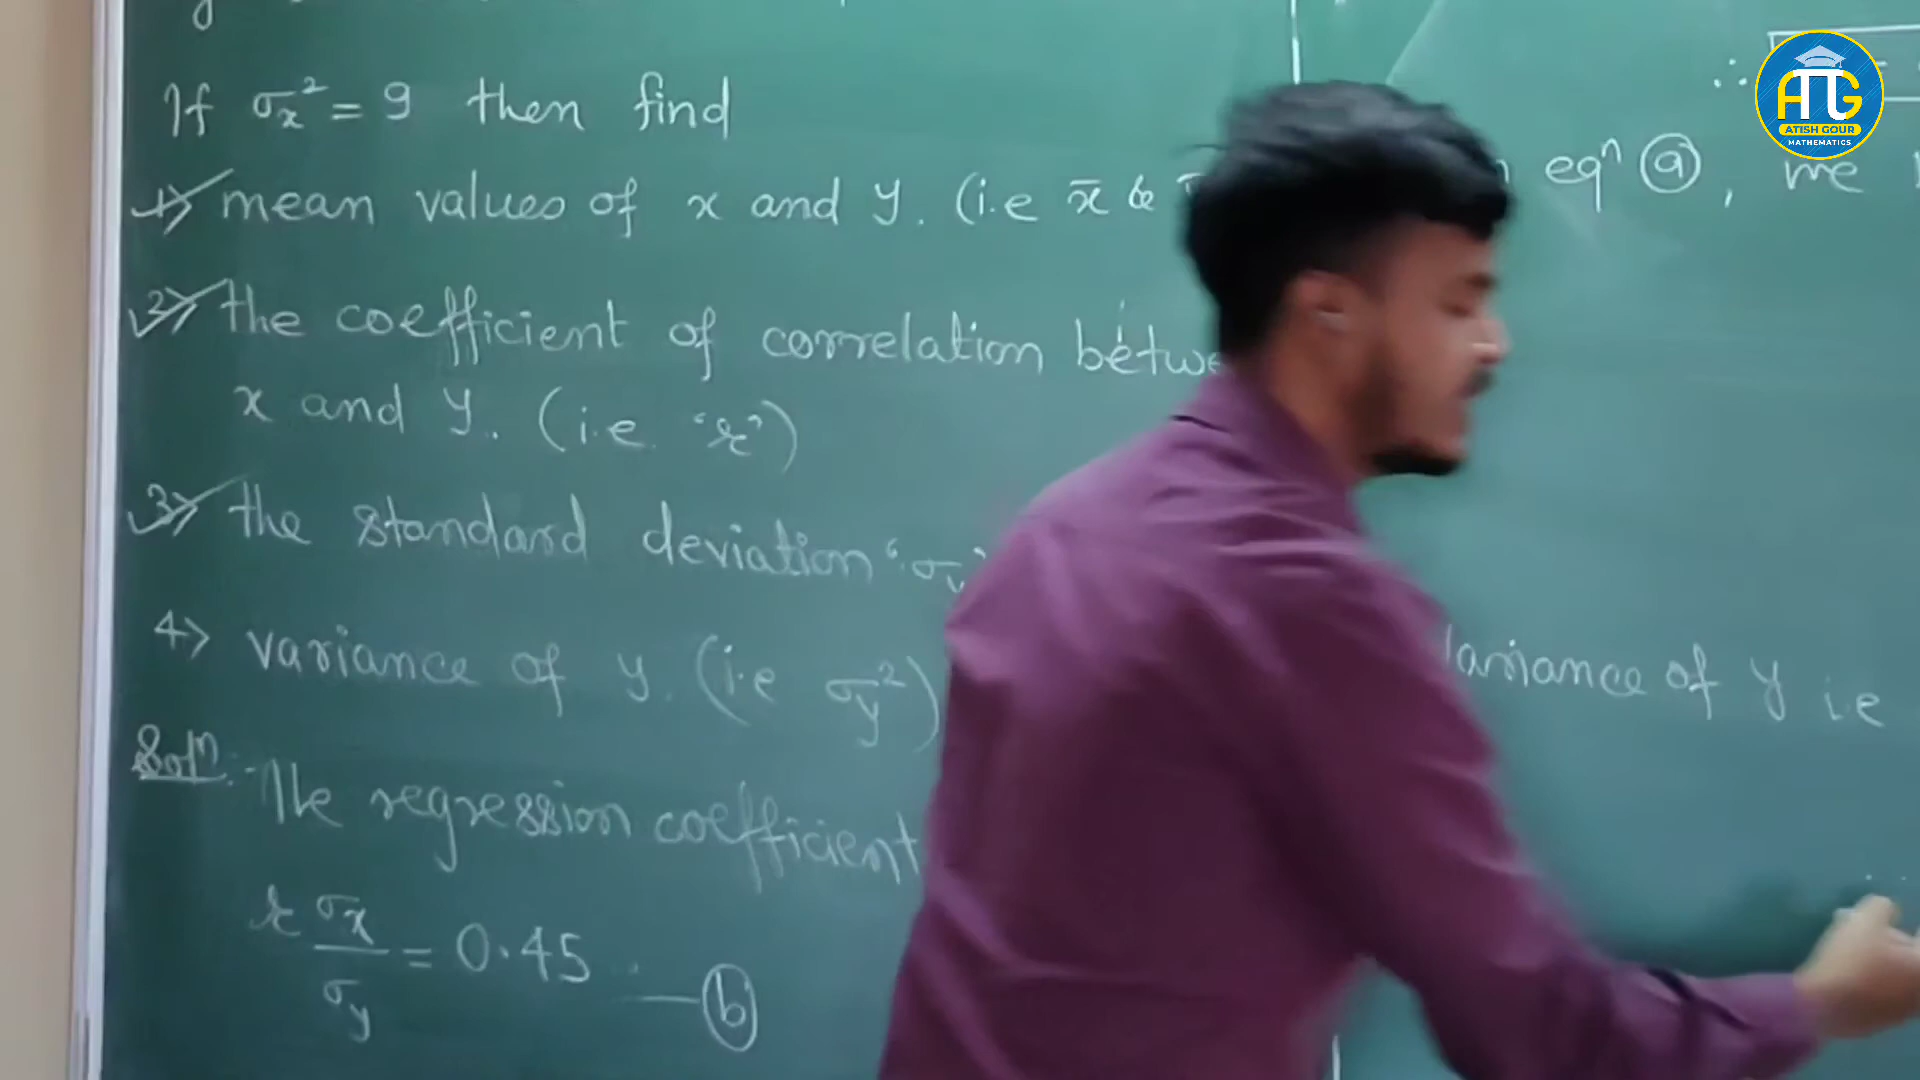 If σx² = 9 then find
1> mean values of x and y. (i.e x̄ &
2> the coefficient of correlation
x and y. (i.e. 'r')
3> the standard deviation
4> variance of y. (i.e σy²)
Solⁿ:- The regression coefficient
r σx/σy = 0.45 — (b)
eqⁿ (a), we
of y i.e
ATG
ATISH GOUR
MATHEMATICS